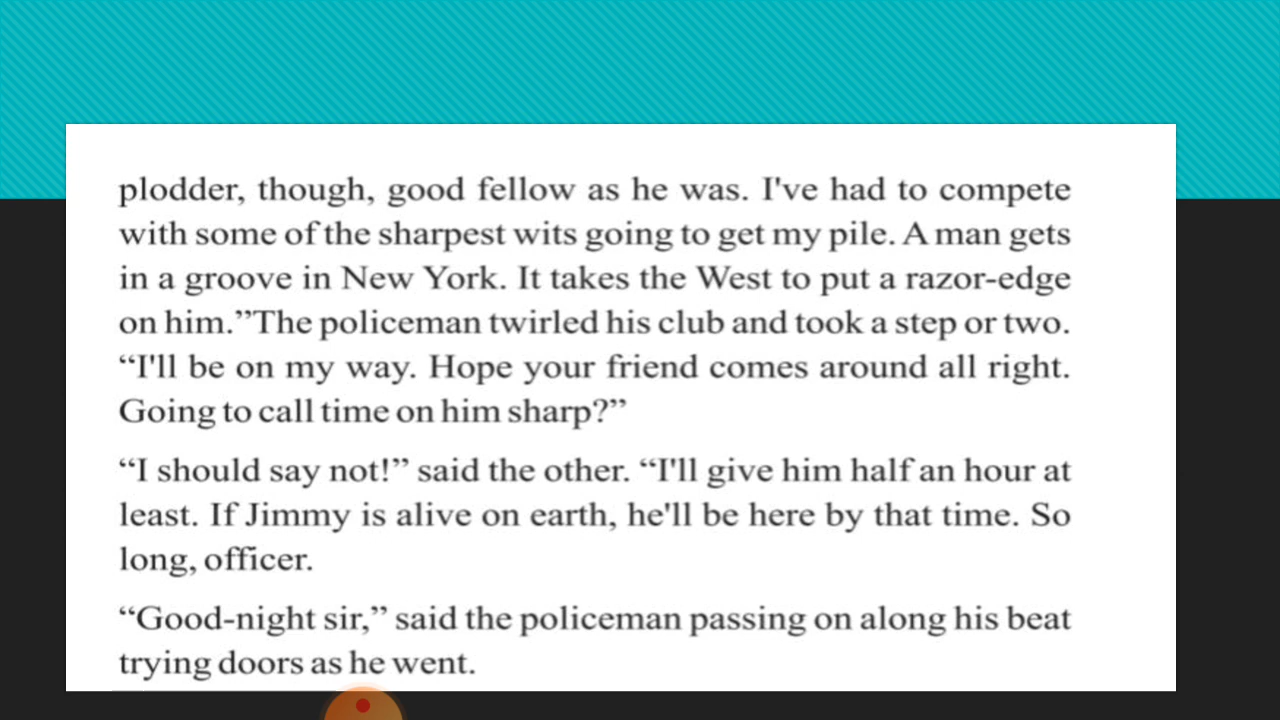 plodder, though, good fellow as he was. I've had to compete
with some of the sharpest wits going to get my pile. A man gets
in a groove in New York. It takes the West to put a razor-edge
on him.”The policeman twirled his club and took a step or two.
“I'll be on my way. Hope your friend comes around all right.
Going to call time on him sharp?”
“I should say not!” said the other. “I'll give him half an hour at
least. If Jimmy is alive on earth, he'll be here by that time. So
long, officer.
“Good-night sir,” said the policeman passing on along his beat
trying doors as he went.